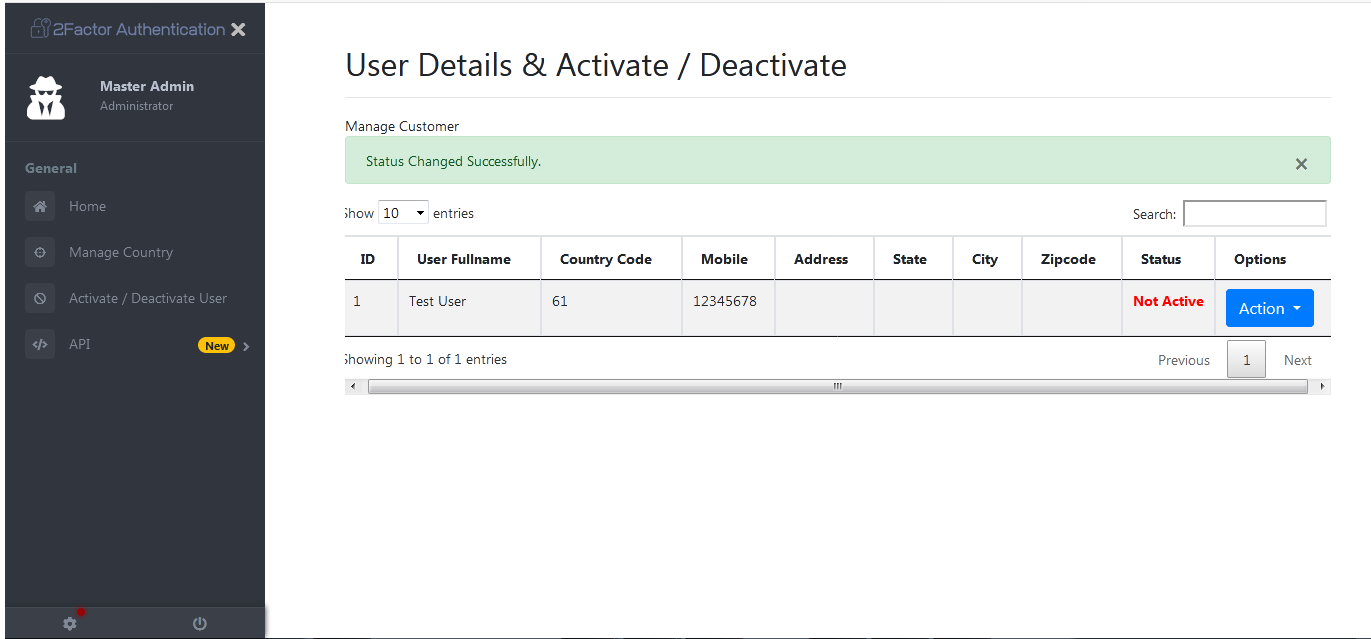 2Factor Authentication
Master Admin
Administrator
General
Home
Manage Country
Activate / Deactivate User
API New
User Details & Activate / Deactivate
Manage Customer
Status Changed Successfully.
Show 10 entries Search:
ID User Fullname Country Code Mobile Address State City Zipcode Status Options
1 Test User 61 12345678 Not Active Action
Showing 1 to 1 of 1 entries Previous 1 Next